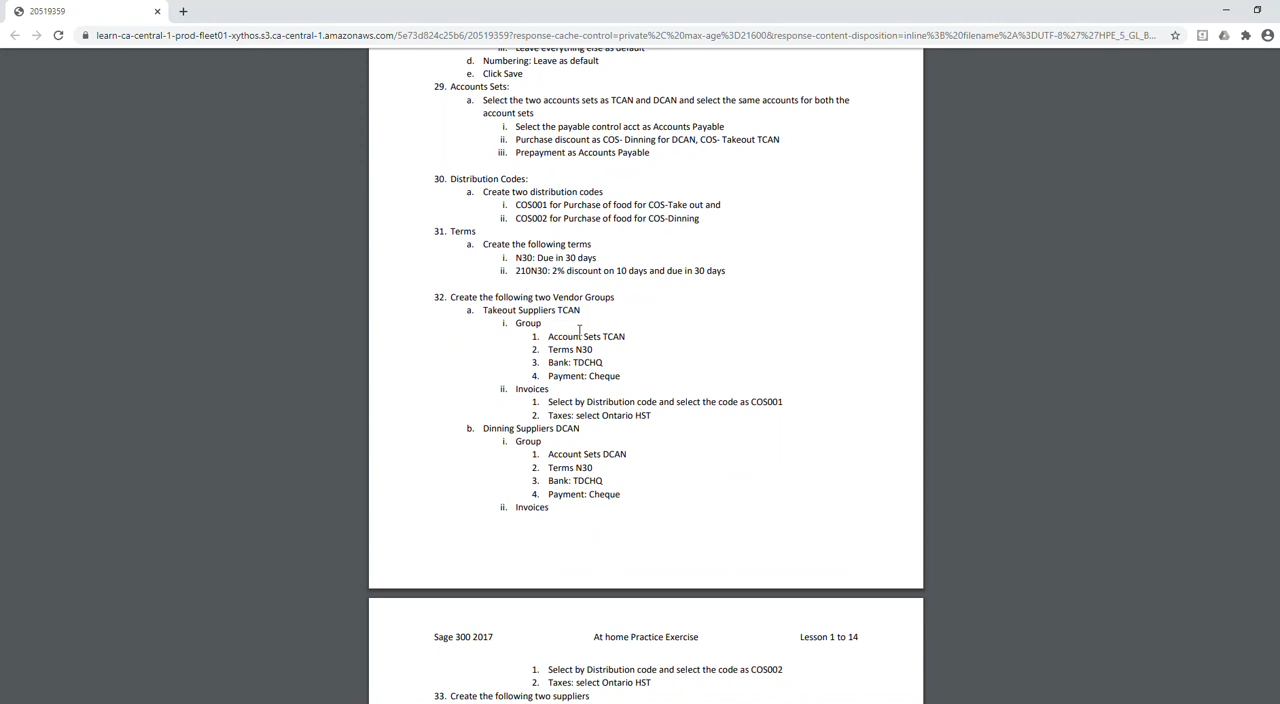 20519359
learn-ca-central-1-prod-fleet01-xythos.s3.ca-central-1.amazonaws.com/5e73d824c25b6/20519359?response-cache-control=private%2C%20max-age%3D21600&response-content-disposition=inline%3B%20filename%2A%3DUTF-8%27%27HPE_5_GL_B...
iii. Leave everything else as default
d. Numbering: Leave as default
e. Click Save
29. Accounts Sets:
a. Select the two accounts sets as TCAN and DCAN and select the same accounts for both the
account sets
i. Select the payable control acct as Accounts Payable
ii. Purchase discount as COS- Dinning for DCAN, COS- Takeout TCAN
iii. Prepayment as Accounts Payable
30. Distribution Codes:
a. Create two distribution codes
i. COS001 for Purchase of food for COS-Take out and
ii. COS002 for Purchase of food for COS-Dinning
31. Terms
a. Create the following terms
i. N30: Due in 30 days
ii. 210N30: 2% discount on 10 days and due in 30 days
32. Create the following two Vendor Groups
a. Takeout Suppliers TCAN
i. Group
1. Account Sets TCAN
2. Terms N30
3. Bank: TDCHQ
4. Payment: Cheque
ii. Invoices
1. Select by Distribution code and select the code as COS001
2. Taxes: select Ontario HST
b. Dinning Suppliers DCAN
i. Group
1. Account Sets DCAN
2. Terms N30
3. Bank: TDCHQ
4. Payment: Cheque
ii. Invoices
Sage 300 2017 At home Practice Exercise Lesson 1 to 14
1. Select by Distribution code and select the code as COS002
2. Taxes: select Ontario HST
33. Create the following two suppliers